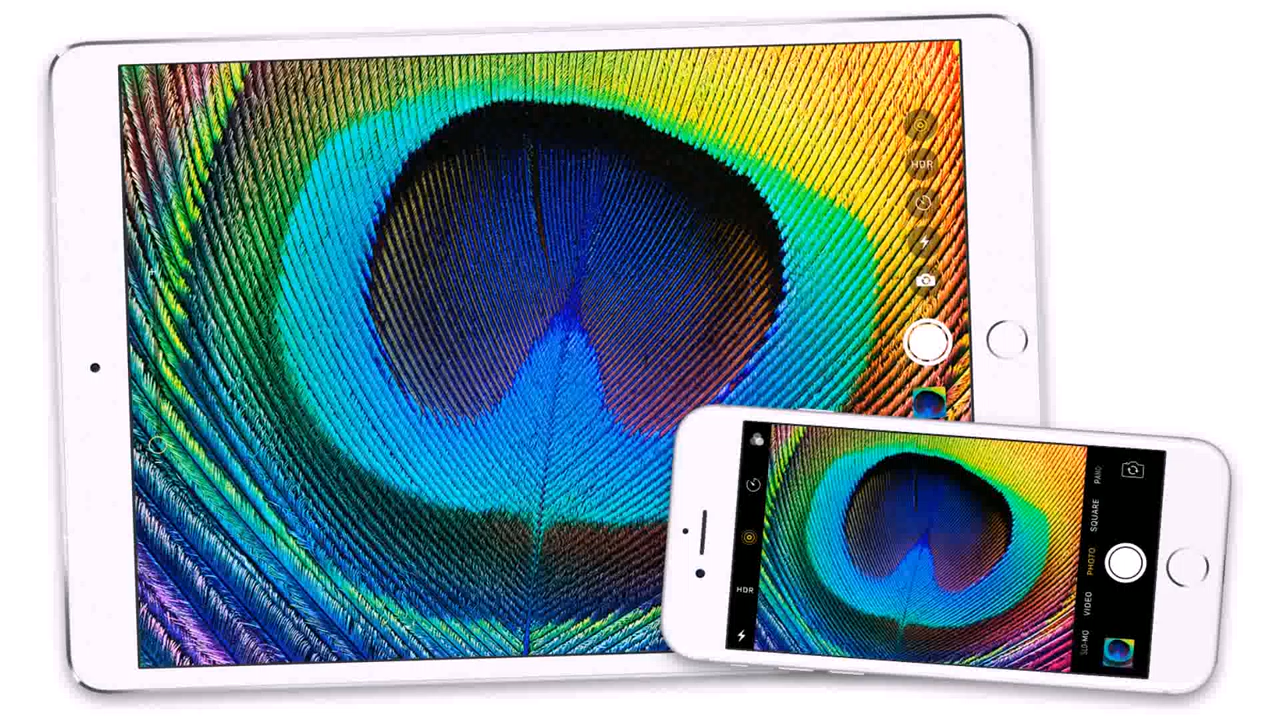 HDR
HDR
PANO
SQUARE
PHOTO
VIDEO
SLO-MO